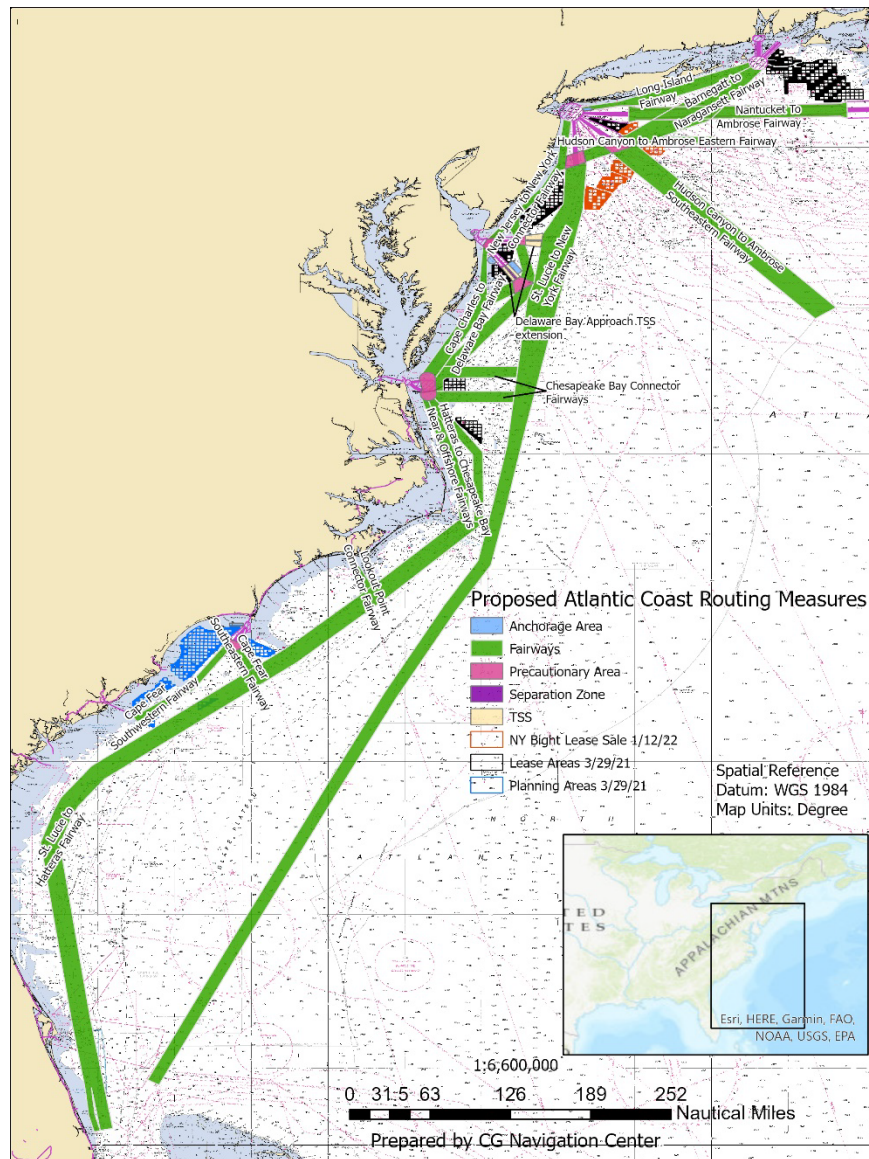 Long Island
Fairway
Barnegatt to
Naragansett Fairway
Nantucket To
Ambrose Fairway
Hudson Canyon to Ambrose Eastern Fairway
Hudson Canyon to Ambrose
Southeastern Fairway
New Jersey to New York
Connector Fairway
St. Lucie to New
York Fairway
Cape Charles to
Delaware Bay Fairway
Delaware Bay Approach TSS
extension
Chesapeake Bay Connector
Fairways
Hatteras to Chesapeake Bay
Near & Offshore Fairways
Lookout Point
Connector Fairway
Cape Fear
Southeastern Fairway
Cape Fear
Southwestern Fairway
St. Lucie to
Hatteras Fairway
A T L A
N O R T H
A T L A N T I
BLAKE PLATEAU
Proposed Atlantic Coast Routing Measures
Anchorage Area
Fairways
Precautionary Area
Separation Zone
TSS
NY Bight Lease Sale 1/12/22
Lease Areas 3/29/21
Planning Areas 3/29/21
Spatial Reference
Datum: WGS 1984
Map Units: Degree
TED
TES
APPALACHIAN MTNS
Esri, HERE, Garmin, FAO,
NOAA, USGS, EPA
1:6,600,000
0 31.5 63 126 189 252
Nautical Miles
Prepared by CG Navigation Center